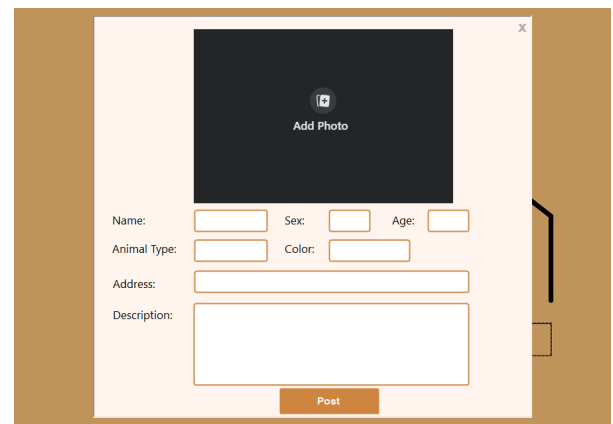 x
Add Photo
Name: Sex: Age:
Animal Type: Color:
Address:
Description:
Post